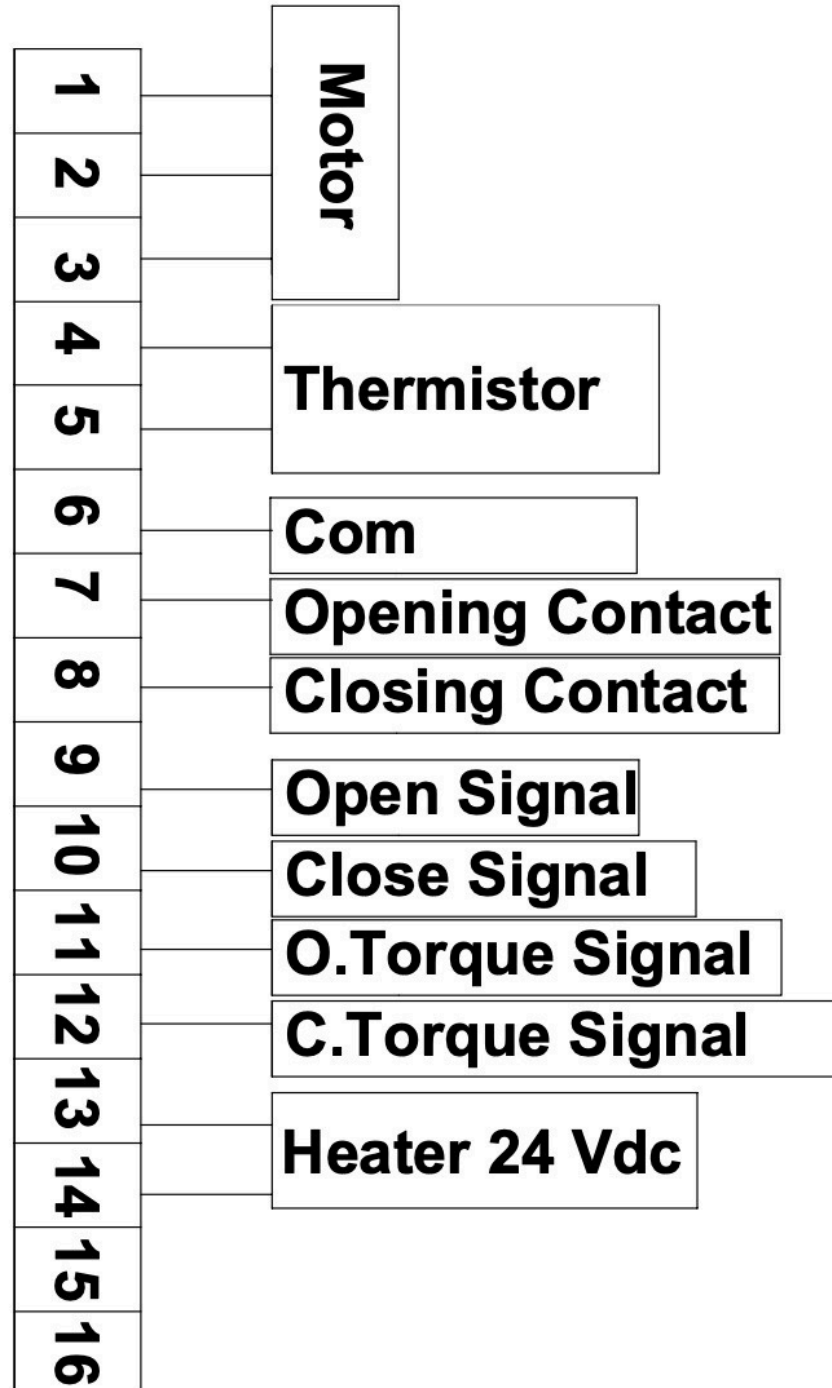 1
2
3
Motor
4
5
Thermistor
6
Com
7
Opening Contact
8
Closing Contact
9
Open Signal
10
Close Signal
11
O.Torque Signal
12
C.Torque Signal
13
14
Heater 24 Vdc
15
16